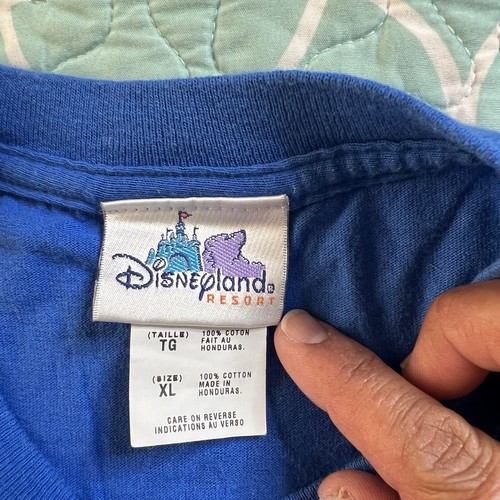 Disneyland®
RESORT
(TAILLE) 100% COTON
TG FAIT AU
HONDURAS.
(SIZE) 100% COTTON
XL MADE IN
HONDURAS.
CARE ON REVERSE
INDICATIONS AU VERSO